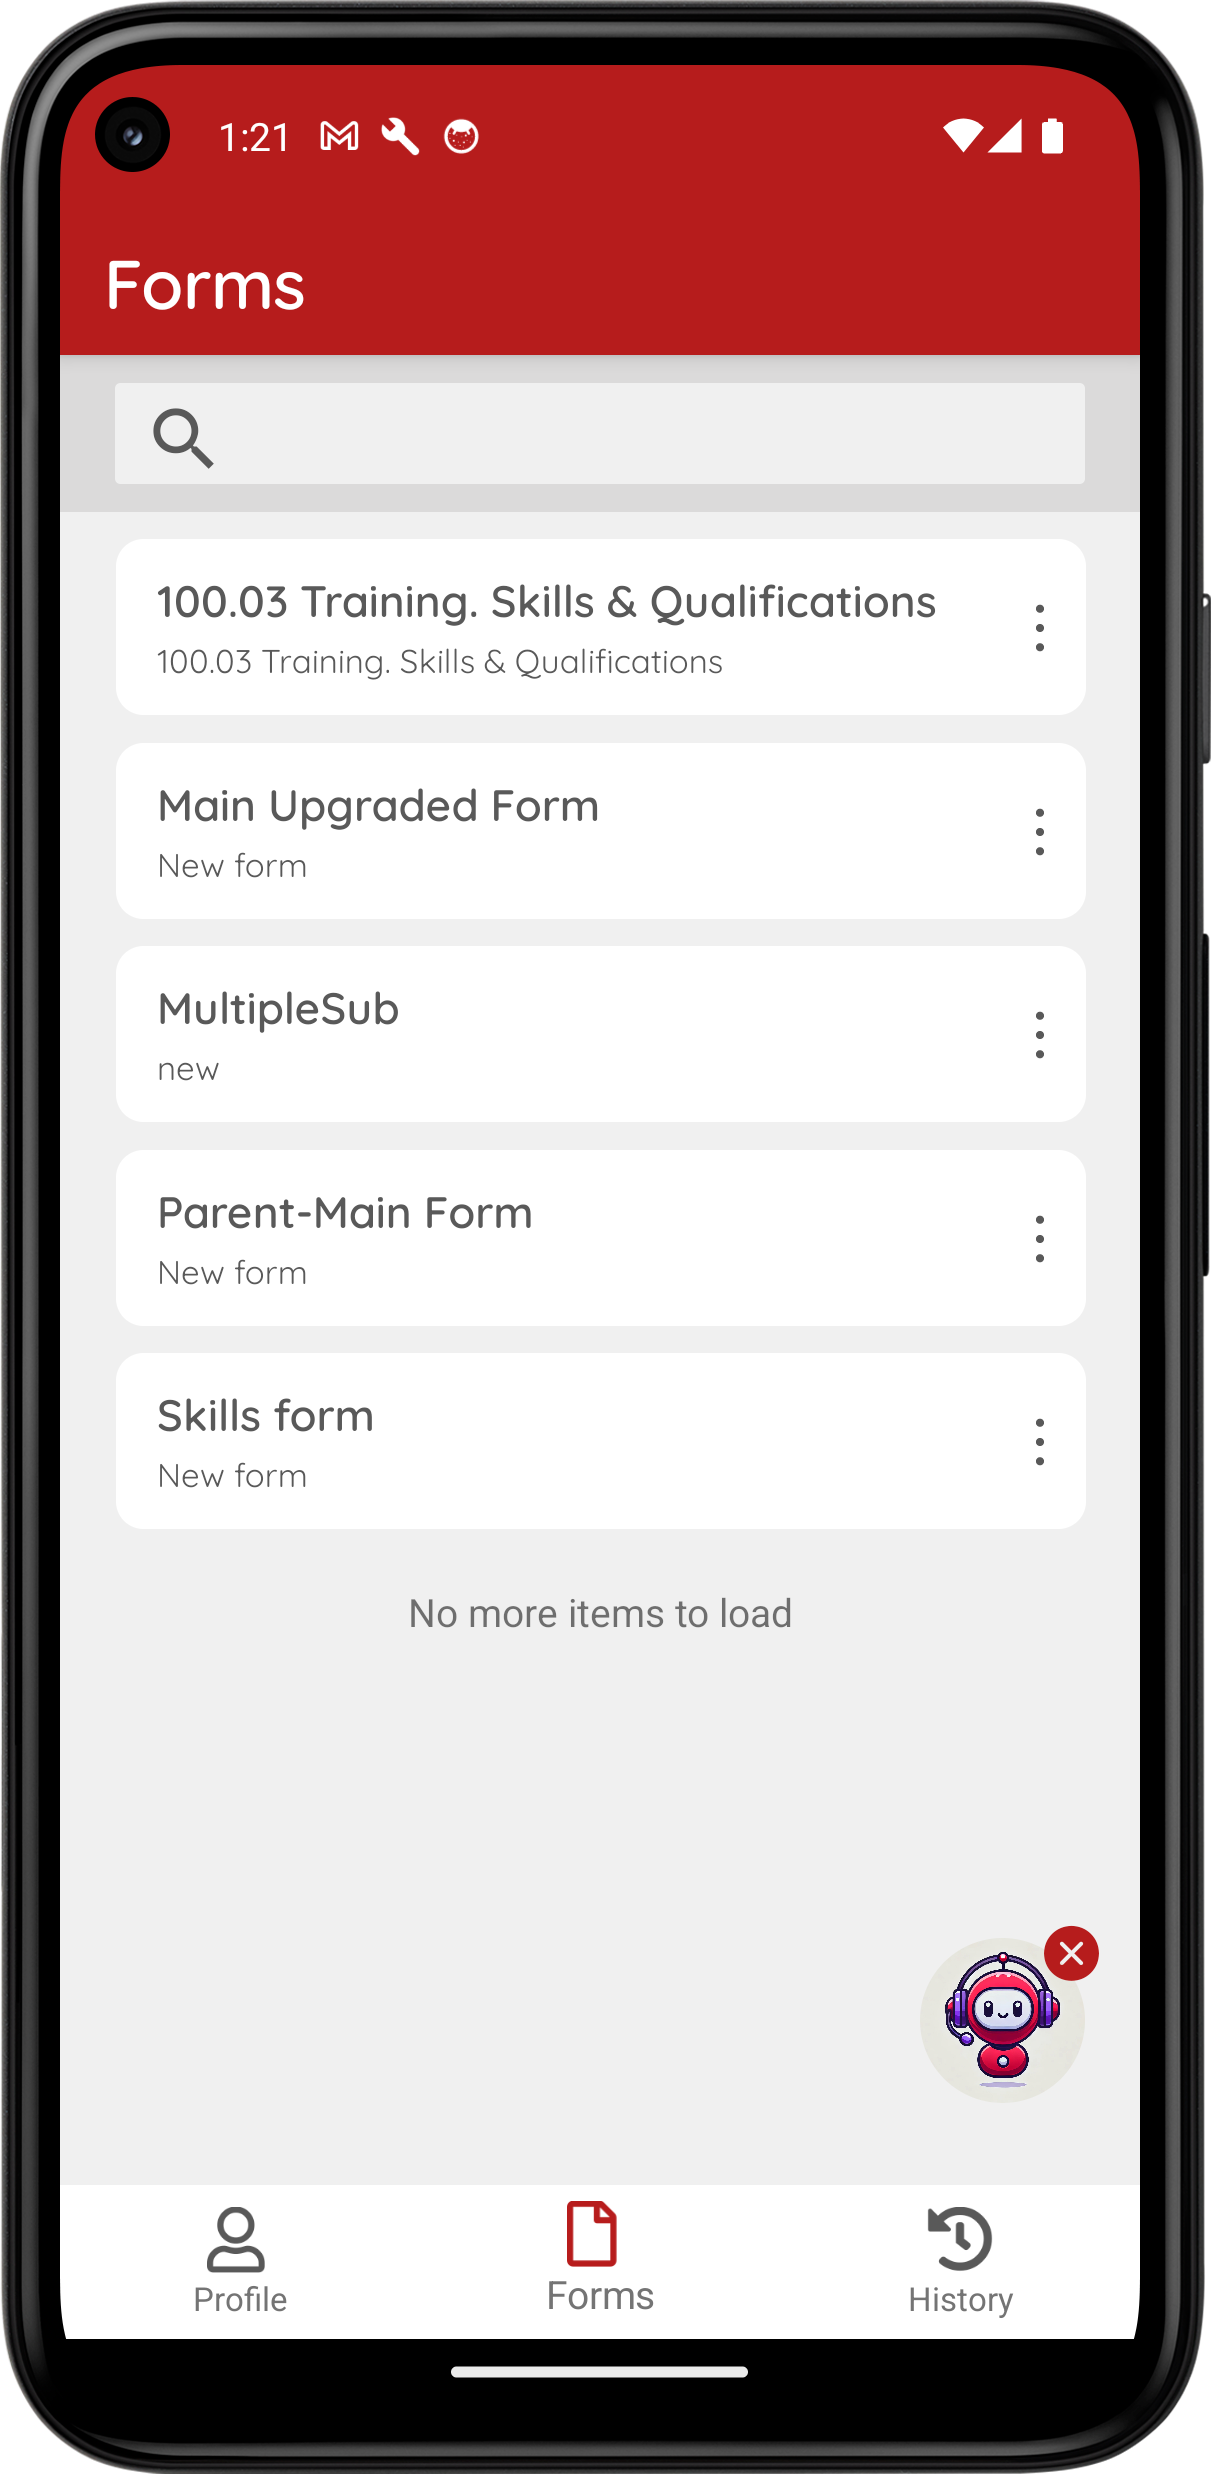 1:21
Forms
100.03 Training. Skills & Qualifications
100.03 Training. Skills & Qualifications
Main Upgraded Form
New form
MultipleSub
new
Parent-Main Form
New form
Skills form
New form
No more items to load
Profile
Forms
History